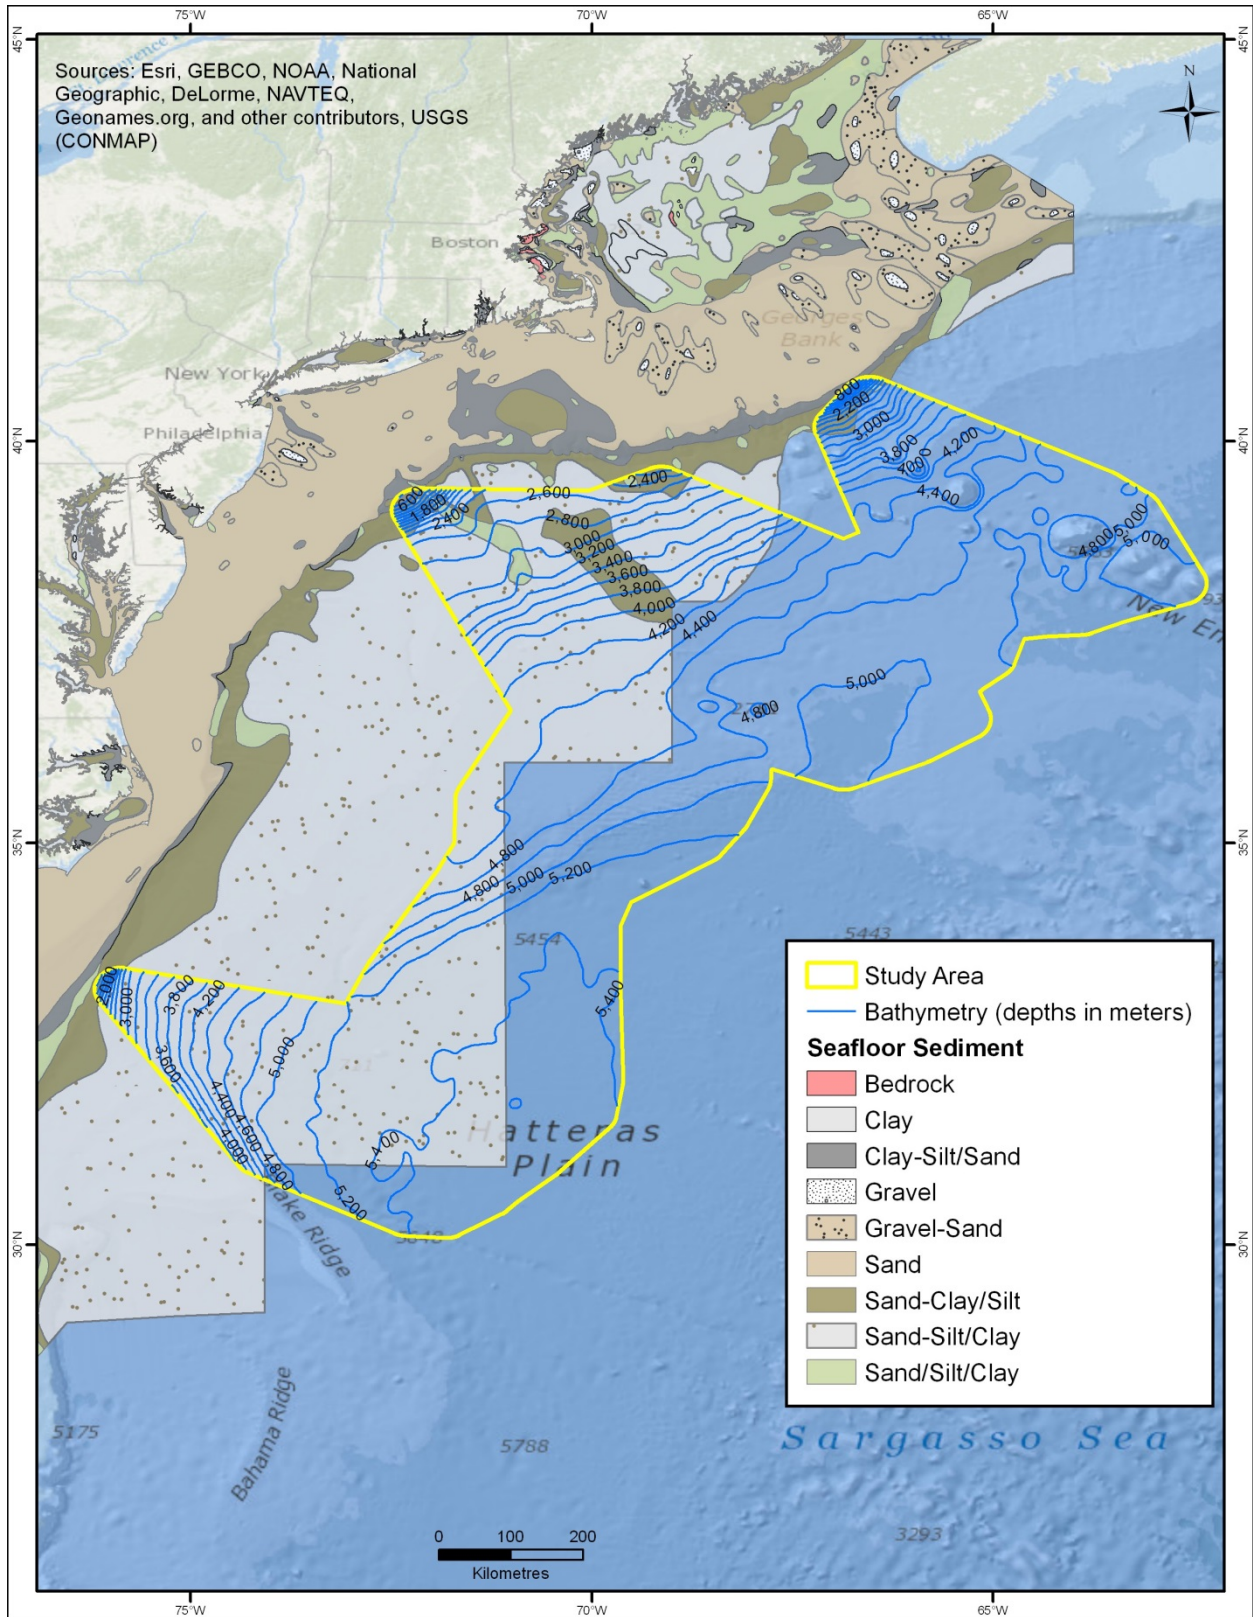 75°W
70°W
65°W
45°N
45°N
Sources: Esri, GEBCO, NOAA, National
Geographic, DeLorme, NAVTEQ,
Geonames.org, and other contributors, USGS
(CONMAP)
N
Boston
Georges
Bank
New York
Philadelphia
40°N
40°N
800
2,200
3,000
3,800
4,200
4,400
600
1,800
2,400
2,600
2,400
2,800
3,000
3,200
3,400
3,600
3,800
4,000
4,200
4,400
4,800
5,000
5,000
New En
5,000
4,800
35°N
35°N
4,800
4,800
5,000
5,200
5454
5443
2,000
3,000
3,800
4,200
5,400
5,000
3,600
4,400
4,600
4,000
4,800
5,400
5,200
Hatteras
Plain
Blake Ridge
30°N
30°N
Study Area
Bathymetry (depths in meters)
Seafloor Sediment
Bedrock
Clay
Clay-Silt/Sand
Gravel
Gravel-Sand
Sand
Sand-Clay/Silt
Sand-Silt/Clay
Sand/Silt/Clay
Bahama Ridge
5175
5788
Sargasso Sea
3293
0 100 200
Kilometres
75°W
70°W
65°W